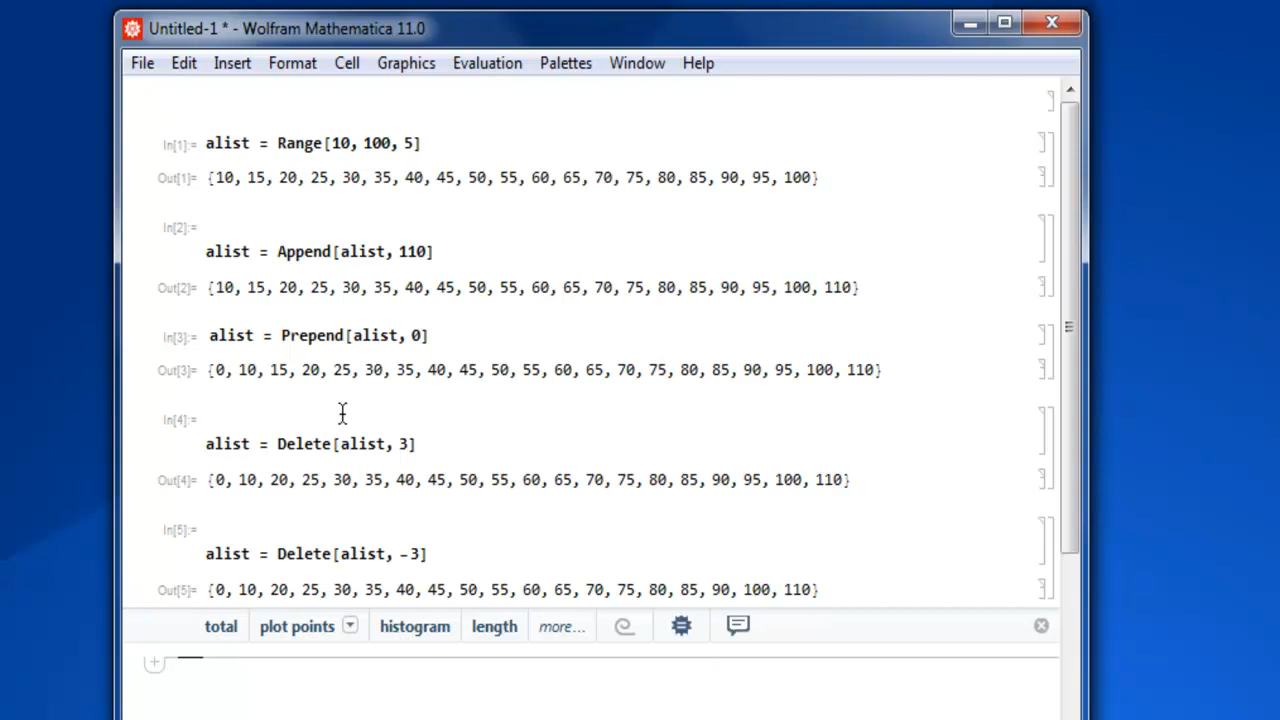 Untitled-1 * - Wolfram Mathematica 11.0
File Edit Insert Format Cell Graphics Evaluation Palettes Window Help
In[1]:= alist = Range[10, 100, 5]
Out[1]= {10, 15, 20, 25, 30, 35, 40, 45, 50, 55, 60, 65, 70, 75, 80, 85, 90, 95, 100}
In[2]:=
alist = Append[alist, 110]
Out[2]= {10, 15, 20, 25, 30, 35, 40, 45, 50, 55, 60, 65, 70, 75, 80, 85, 90, 95, 100, 110}
In[3]:= alist = Prepend[alist, 0]
Out[3]= {0, 10, 15, 20, 25, 30, 35, 40, 45, 50, 55, 60, 65, 70, 75, 80, 85, 90, 95, 100, 110}
In[4]:=
alist = Delete[alist, 3]
Out[4]= {0, 10, 20, 25, 30, 35, 40, 45, 50, 55, 60, 65, 70, 75, 80, 85, 90, 95, 100, 110}
In[5]:=
alist = Delete[alist, -3]
Out[5]= {0, 10, 20, 25, 30, 35, 40, 45, 50, 55, 60, 65, 70, 75, 80, 85, 90, 100, 110}
total plot points histogram length more...